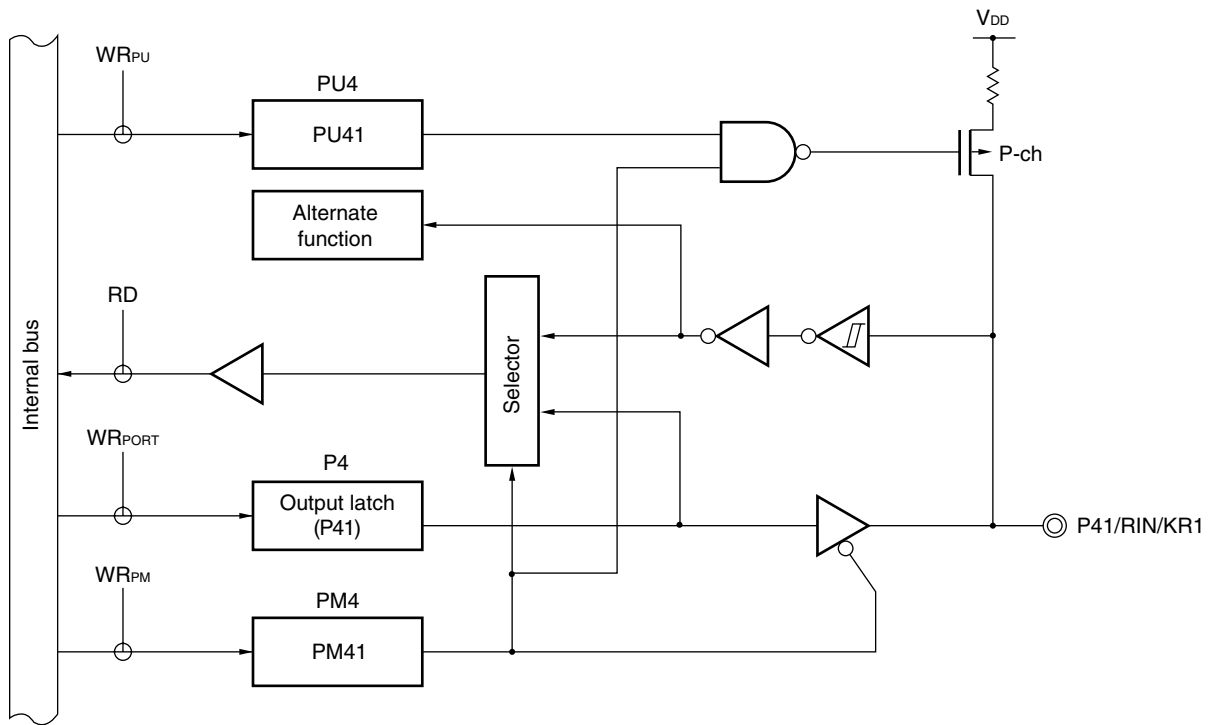 VDD
WRPU
PU4
PU41
P-ch
Alternate
function
RD
Internal bus
Selector
WRPORT
P4
Output latch
(P41)
P41/RIN/KR1
WRPM
PM4
PM41